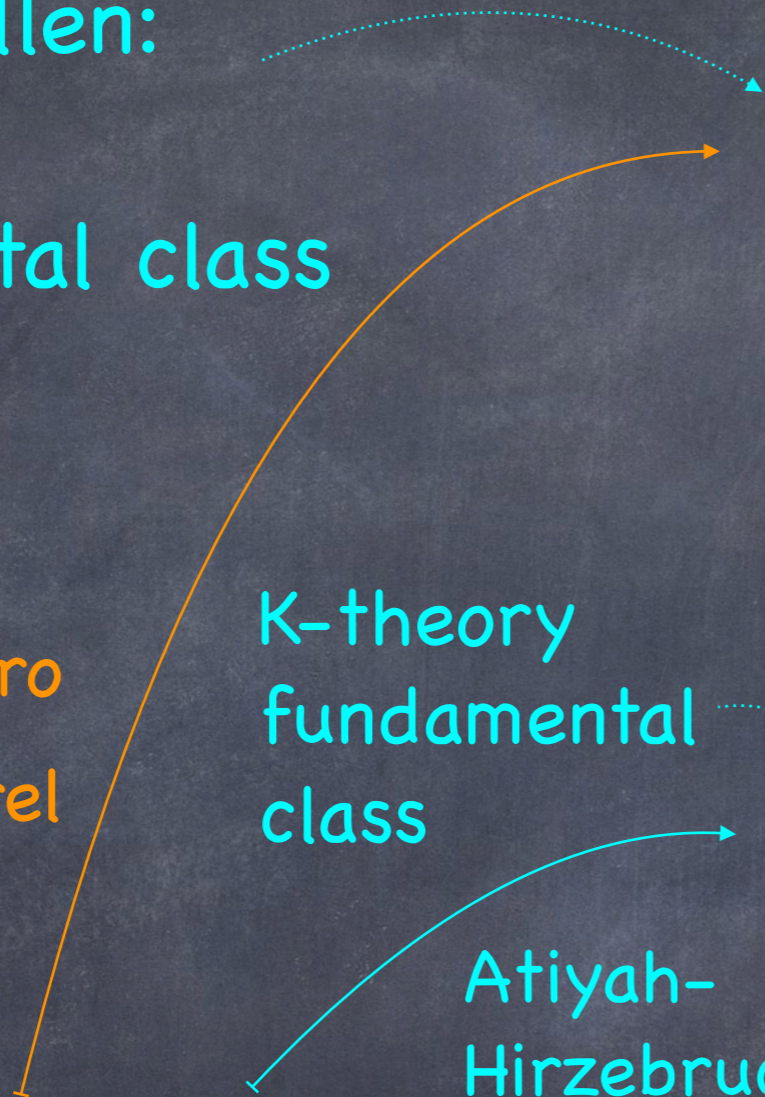 llen:
tal class
K-theory
ro
fundamental
rel
class
Atiyah-
Hirzebruc